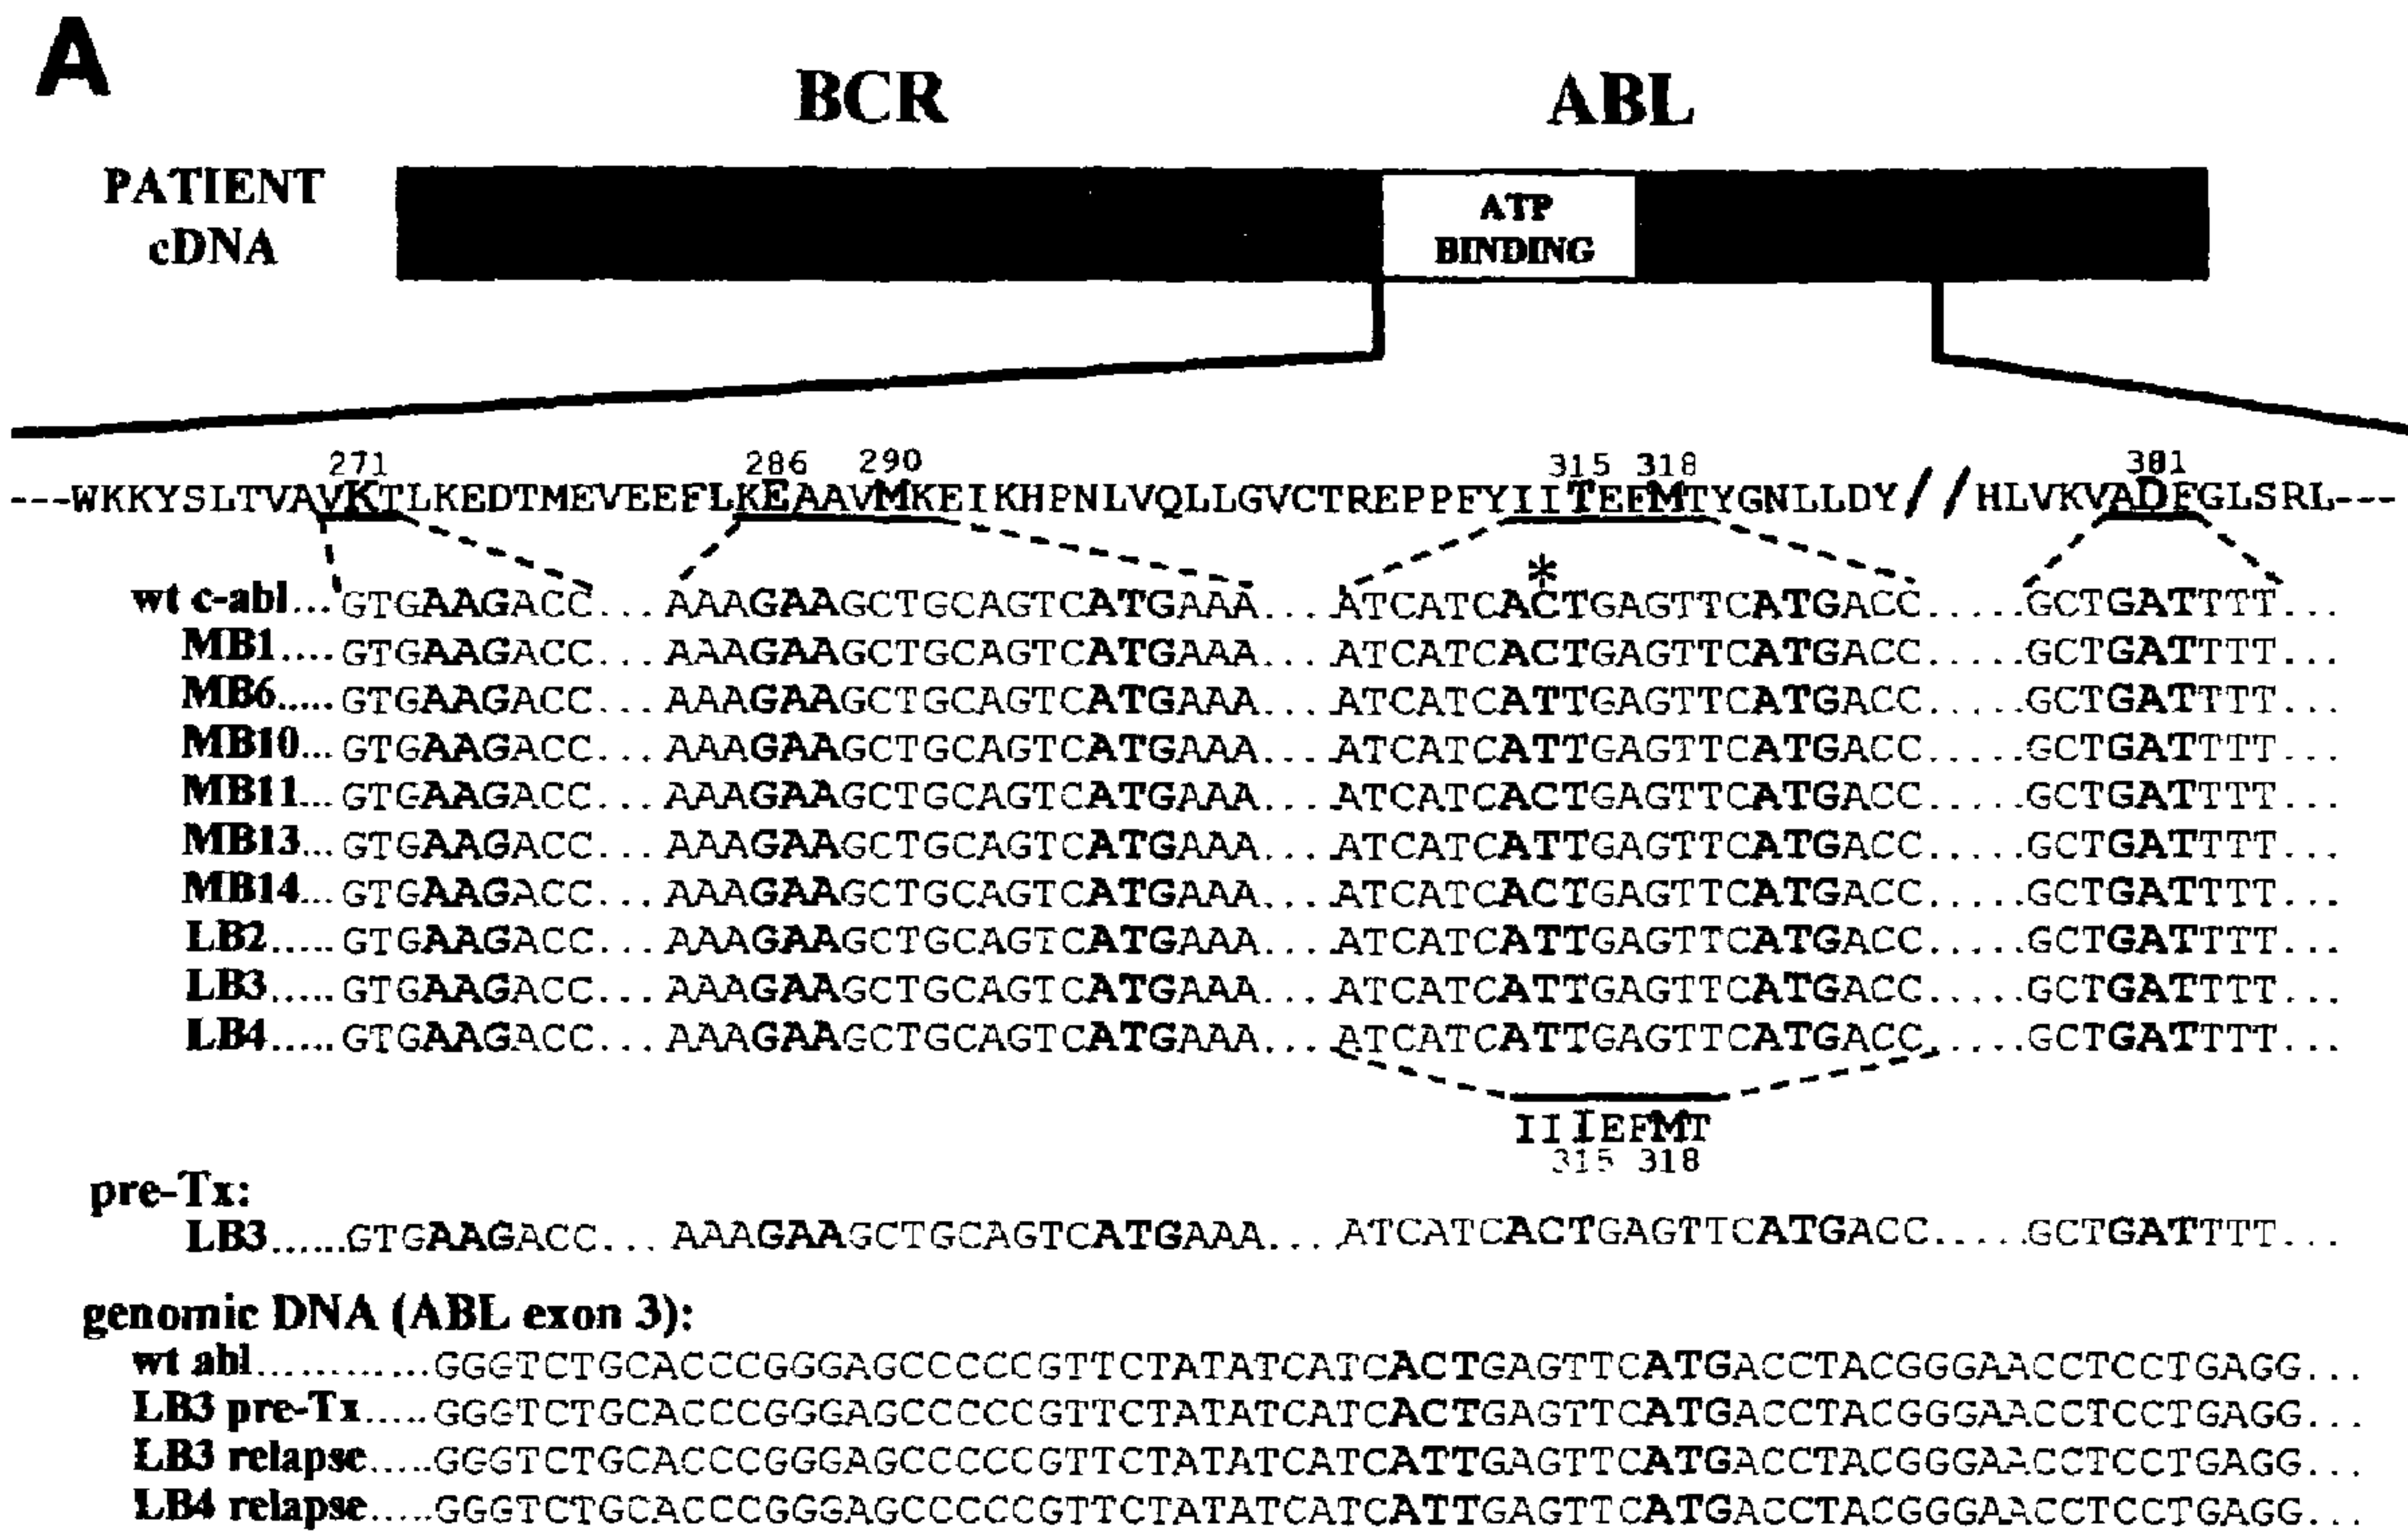 A
BCR ABL
PATIENT
cDNA
ATP
BINDING
271 286 290 315 318 381
---WKKYSLTVAVKTLKEDTMEVEEFLKEAAVMKEIKHPNLVQLLGVCTREPPFYIITEFMTYGNLLDY//HLVKVADFGLSRL---
*
wt c-abl...GTGAAGACC...AAAGAAGCTGCAGTCATGAAA...ATCATCACTGAGTTCATGACC.....GCTGATTTT...
MB1....GTGAAGACC...AAAGAAGCTGCAGTCATGAAA...ATCATCACTGAGTTCATGACC.....GCTGATTTT...
MB6.....GTGAAGACC...AAAGAAGCTGCAGTCATGAAA...ATCATCATTGAGTTCATGACC.....GCTGATTTT...
MB10...GTGAAGACC...AAAGAAGCTGCAGTCATGAAA...ATCATCATTGAGTTCATGACC.....GCTGATTTT...
MB11...GTGAAGACC...AAAGAAGCTGCAGTCATGAAA...ATCATCACTGAGTTCATGACC.....GCTGATTTT...
MB13...GTGAAGACC...AAAGAAGCTGCAGTCATGAAA...ATCATCATTGAGTTCATGACC.....GCTGATTTT...
MB14...GTGAAGACC...AAAGAAGCTGCAGTCATGAAA...ATCATCACTGAGTTCATGACC.....GCTGATTTT...
LB2.....GTGAAGACC...AAAGAAGCTGCAGTCATGAAA...ATCATCATTGAGTTCATGACC.....GCTGATTTT...
LB3.....GTGAAGACC...AAAGAAGCTGCAGTCATGAAA...ATCATCATTGAGTTCATGACC.....GCTGATTTT...
LB4.....GTGAAGACC...AAAGAAGCTGCAGTCATGAAA...ATCATCATTGAGTTCATGACC.....GCTGATTTT...
IIIEFMT
315 318
pre-Tx:
LB3......GTGAAGACC...AAAGAAGCTGCAGTCATGAAA...ATCATCACTGAGTTCATGACC.....GCTGATTTT...
genomic DNA (ABL exon 3):
wt abl............GGGTCTGCACCCGGGAGCCCCCGTTCTATATCATCACTGAGTTCATGACCTACGGGAACCTCCTGAGG...
LB3 pre-Tx.....GGGTCTGCACCCGGGAGCCCCCGTTCTATATCATCACTGAGTTCATGACCTACGGGAACCTCCTGAGG...
LB3 relapse.....GGGTCTGCACCCGGGAGCCCCCGTTCTATATCATCATTGAGTTCATGACCTACGGGAACCTCCTGAGG...
LB4 relapse.....GGGTCTGCACCCGGGAGCCCCCGTTCTATATCATCATTGAGTTCATGACCTACGGGAACCTCCTGAGG...